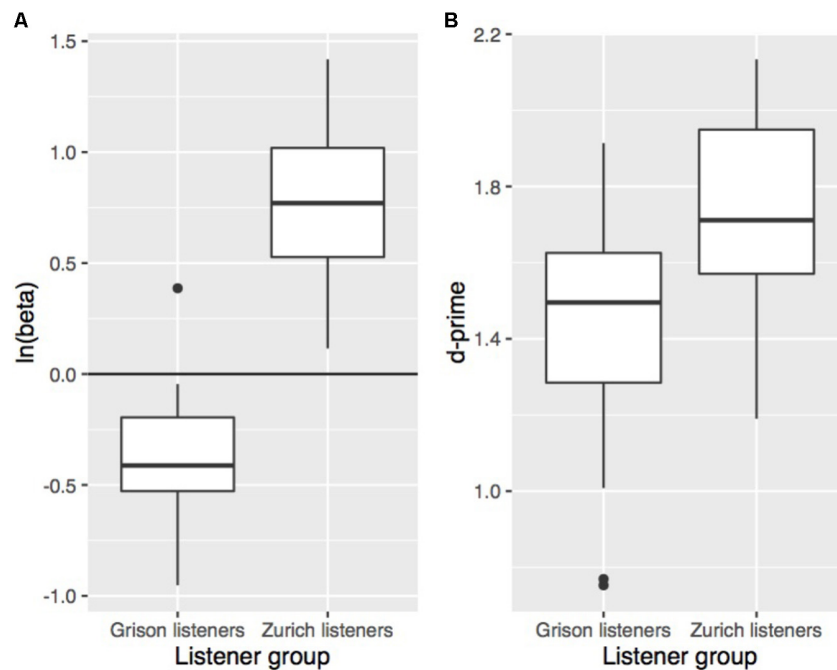 A
1.5
1.0
0.5
0.0
-0.5
-1.0
ln(beta)
Grison listeners Zurich listeners
Listener group
B
2.2
1.8
1.4
1.0
d-prime
Grison listeners Zurich listeners
Listener group